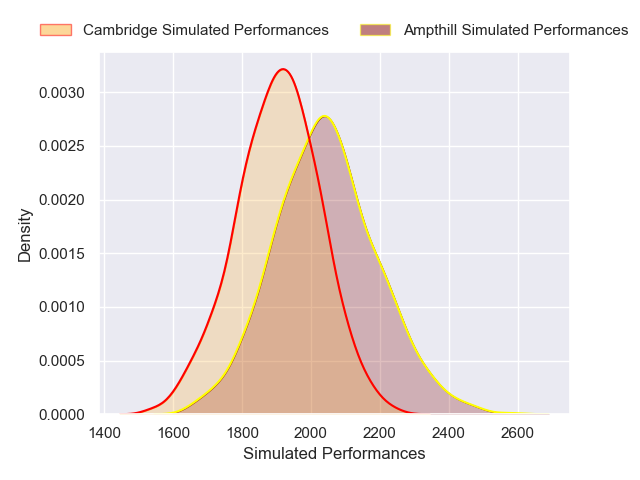 Cambridge Simulated Performances Ampthill Simulated Performances
0.0030
0.0025
0.0020
0.0015
0.0010
0.0005
0.0000
Density
1400 1600 1800 2000 2200 2400 2600
Simulated Performances